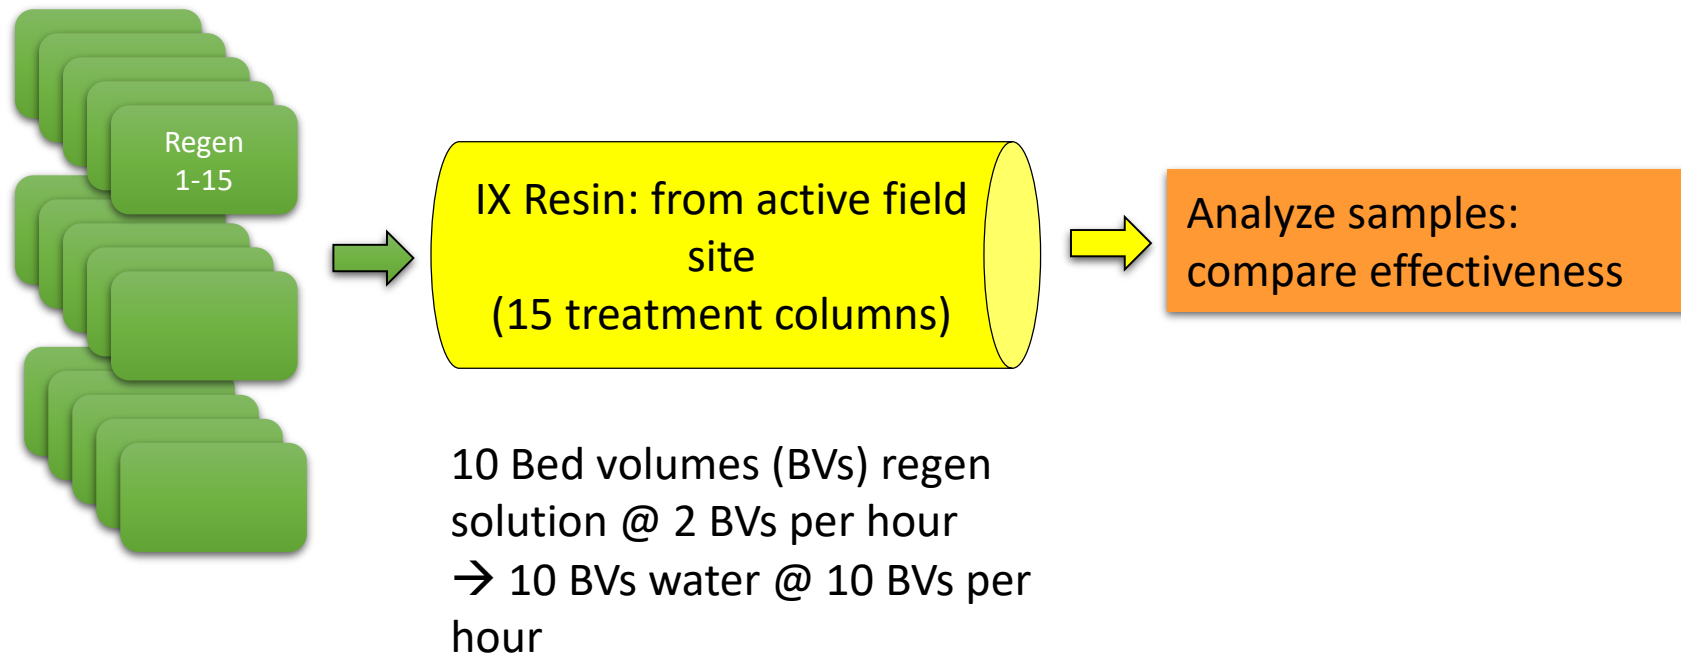 Regen
1-15
IX Resin: from active field
site
(15 treatment columns)
Analyze samples:
compare effectiveness
10 Bed volumes (BVs) regen
solution @ 2 BVs per hour
→ 10 BVs water @ 10 BVs per
hour